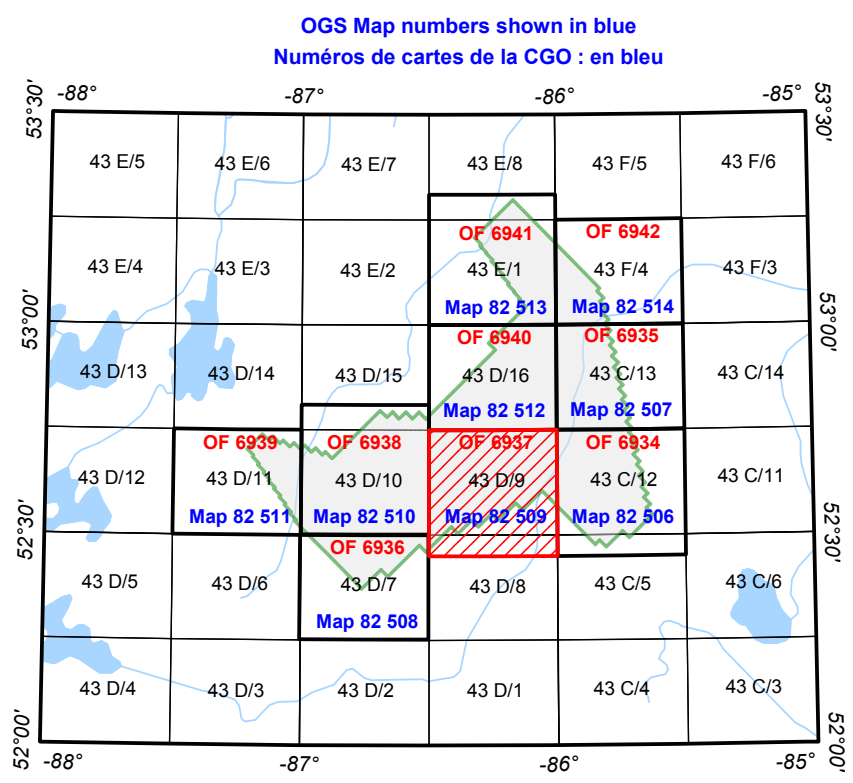 OGS Map numbers shown in blue
Numéros de cartes de la CGO : en bleu
-88° -87° -86° -85°
53°30' 53°30'
43 E/5 43 E/6 43 E/7 43 E/8 43 F/5 43 F/6
OF 6941 OF 6942
43 E/4 43 E/3 43 E/2 43 E/1 43 F/4 43 F/3
Map 82 513 Map 82 514
53°00' 53°00'
OF 6940 OF 6935
43 D/13 43 D/14 43 D/15 43 D/16 43 C/13 43 C/14
Map 82 512 Map 82 507
OF 6939 OF 6938 OF 6937 OF 6934
43 D/12 43 D/11 43 D/10 43 D/9 43 C/12 43 C/11
Map 82 511 Map 82 510 Map 82 509 Map 82 506
52°30' 52°30'
OF 6936
43 D/5 43 D/6 43 D/7 43 D/8 43 C/5 43 C/6
Map 82 508
43 D/4 43 D/3 43 D/2 43 D/1 43 C/4 43 C/3
52°00' 52°00'
-88° -87° -86° -85°